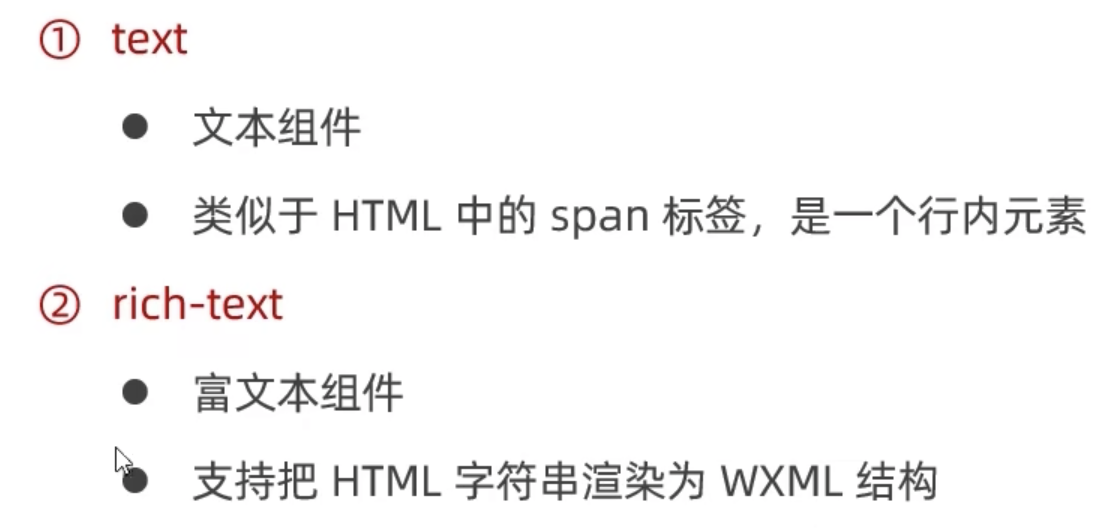 ① text
● 文本组件
● 类似于 HTML 中的 span 标签，是一个行内元素
② rich-text
● 富文本组件
● 支持把 HTML 字符串渲染为 WXML 结构